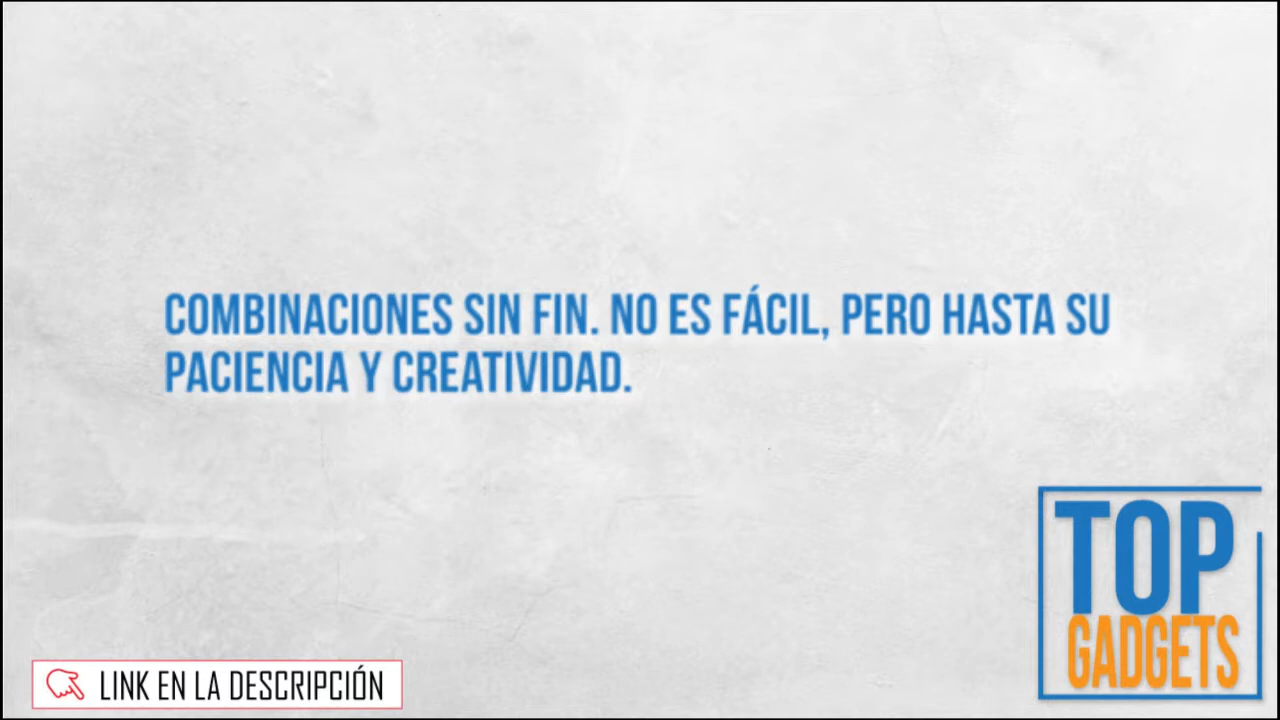 COMBINACIONES SIN FIN. NO ES FÁCIL, PERO HASTA SU
PACIENCIA Y CREATIVIDAD.
TOP
GADGETS
LINK EN LA DESCRIPCIÓN